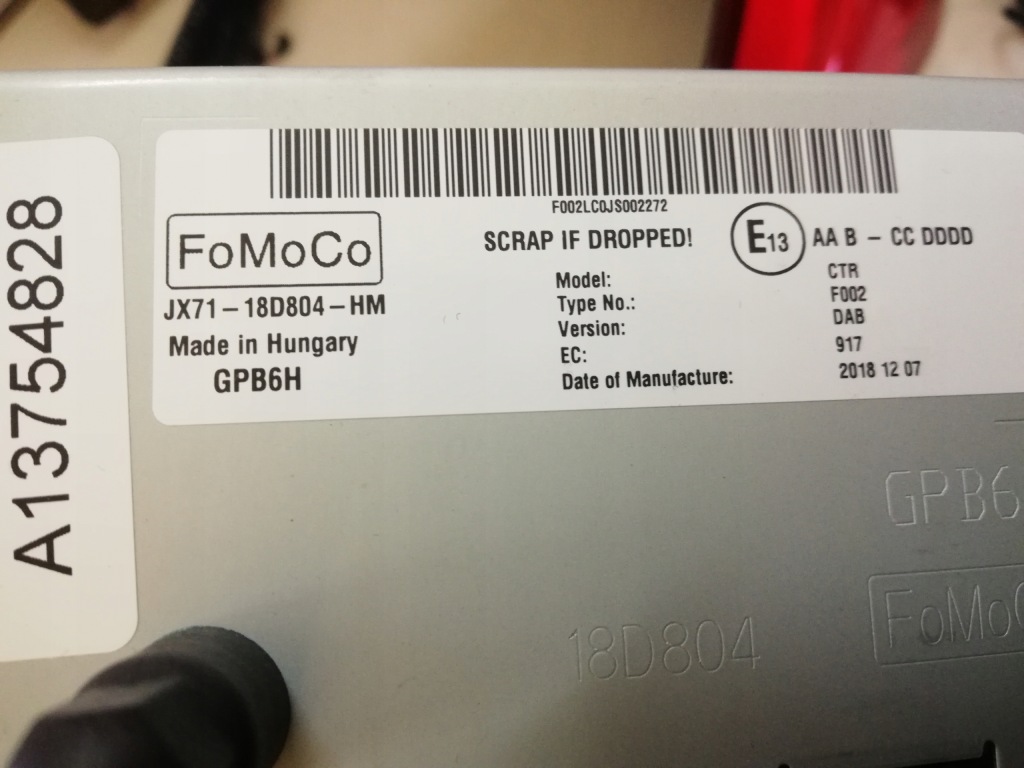 A13754828
F002LC0JS002272
FoMoCo
SCRAP IF DROPPED!
E13 AA B - CC DDDD
JX71-18D804-HM
Made in Hungary
GPB6H
Model: CTR
Type No.: F002
Version: DAB
EC: 917
Date of Manufacture: 2018 12 07
GPB6
FoMoC
18D804